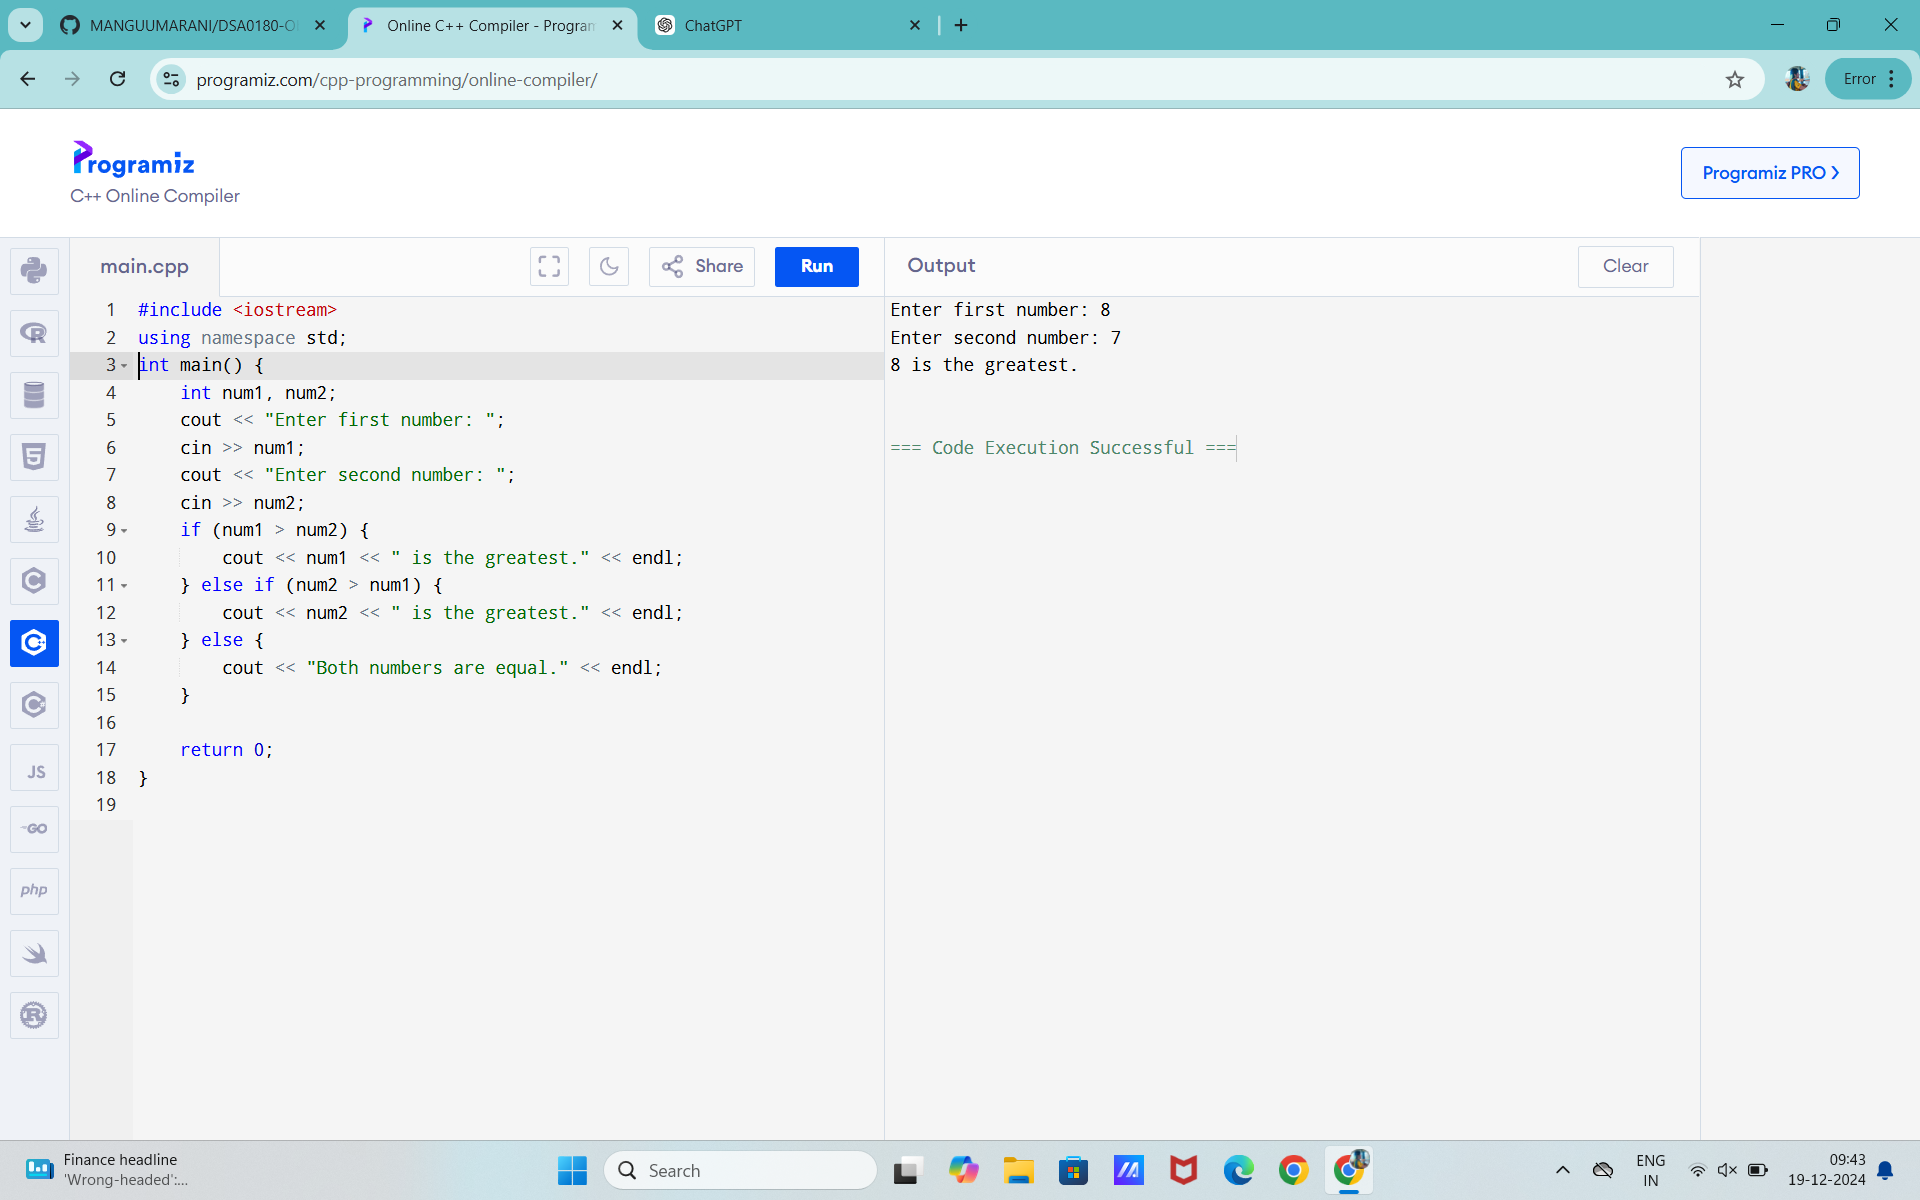 MANGUUMARANI/DSA0180-O
Online C++ Compiler - Program
ChatGPT
programiz.com/cpp-programming/online-compiler/
Error
Programiz
C++ Online Compiler
Programiz PRO
main.cpp
Share
Run
Output
Clear
1 #include <iostream>
2 using namespace std;
3 int main() {
4 int num1, num2;
5 cout << "Enter first number: ";
6 cin >> num1;
7 cout << "Enter second number: ";
8 cin >> num2;
9 if (num1 > num2) {
10 cout << num1 << " is the greatest." << endl;
11 } else if (num2 > num1) {
12 cout << num2 << " is the greatest." << endl;
13 } else {
14 cout << "Both numbers are equal." << endl;
15 }
16
17 return 0;
18 }
19
Enter first number: 8
Enter second number: 7
8 is the greatest.
=== Code Execution Successful ===
R
5
C
C
JS
GO
php
R
Finance headline
'Wrong-headed':...
Search
ENG
IN
09:43
19-12-2024